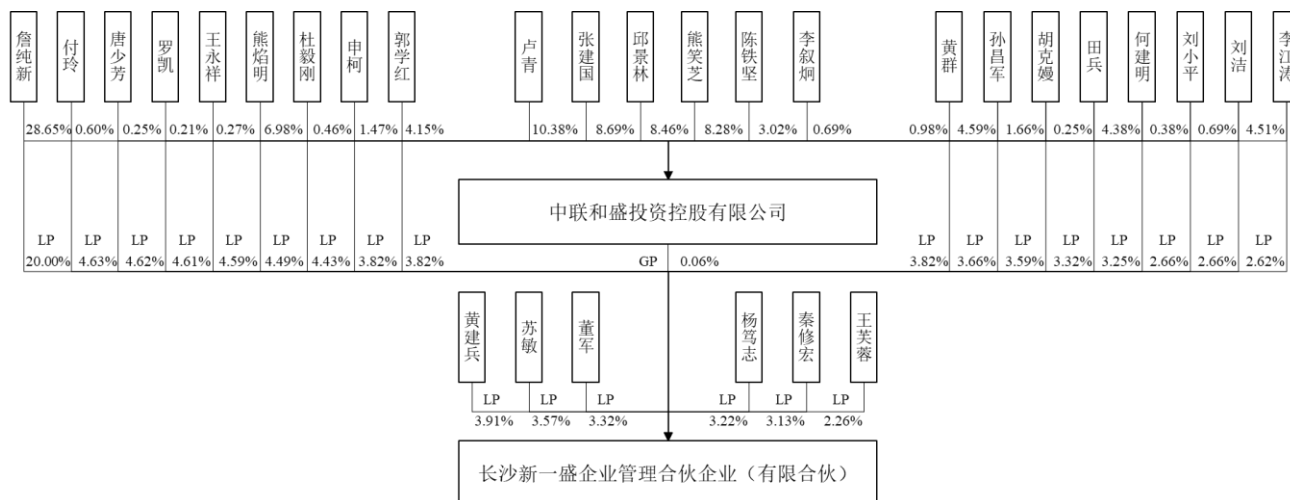 詹纯新
付玲
唐少芳
罗凯
王永祥
熊焰明
杜毅刚
申柯
郭学红
卢青
张建国
邱景林
熊笑芝
陈铁坚
李叙炯
黄群
孙昌军
胡克嫚
田兵
何建明
刘小平
刘洁
李江涛
28.65% 0.60% 0.25% 0.21% 0.27% 6.98% 0.46% 1.47% 4.15% 10.38% 8.69% 8.46% 8.28% 3.02% 0.69% 0.98% 4.59% 1.66% 0.25% 4.38% 0.38% 0.69% 4.51%
中联和盛投资控股有限公司
LP LP LP LP LP LP LP LP LP LP LP LP LP LP LP LP LP
20.00% 4.63% 4.62% 4.61% 4.59% 4.49% 4.43% 3.82% 3.82% GP 0.06% 3.82% 3.66% 3.59% 3.32% 3.25% 2.66% 2.66% 2.62%
黄建兵
苏敏
董军
杨笃志
秦修宏
王芙蓉
LP LP LP LP LP LP
3.91% 3.57% 3.32% 3.22% 3.13% 2.26%
长沙新一盛企业管理合伙企业（有限合伙）